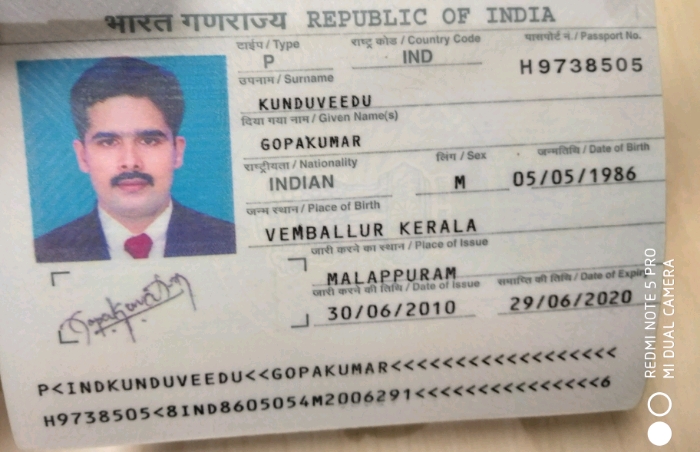 भारत गणराज्य REPUBLIC OF INDIA
टाईप / Type राष्ट्र कोड / Country Code पासपोर्ट नं. / Passport No.
P IND H9738505
उपनाम / Surname
KUNDUVEEDU
दिया गया नाम / Given Name(s)
GOPAKUMAR
राष्ट्रीयता / Nationality लिंग / Sex जन्मतिथि / Date of Birth
INDIAN M 05/05/1986
जन्म स्थान / Place of Birth
VEMBALLUR KERALA
जारी करने का स्थान / Place of Issue
MALAPPURAM
जारी करने की तिथि / Date of Issue समाप्ति की तिथि / Date of Expiry
30/06/2010 29/06/2020
P<INDKUNDUVEEDU<<GOPAKUMAR<<<<<<<<<<<<<<<<<<
H9738505<8IND8605054M2006291<<<<<<<<<<<<<<<6
REDMI NOTE 5 PRO
MI DUAL CAMERA